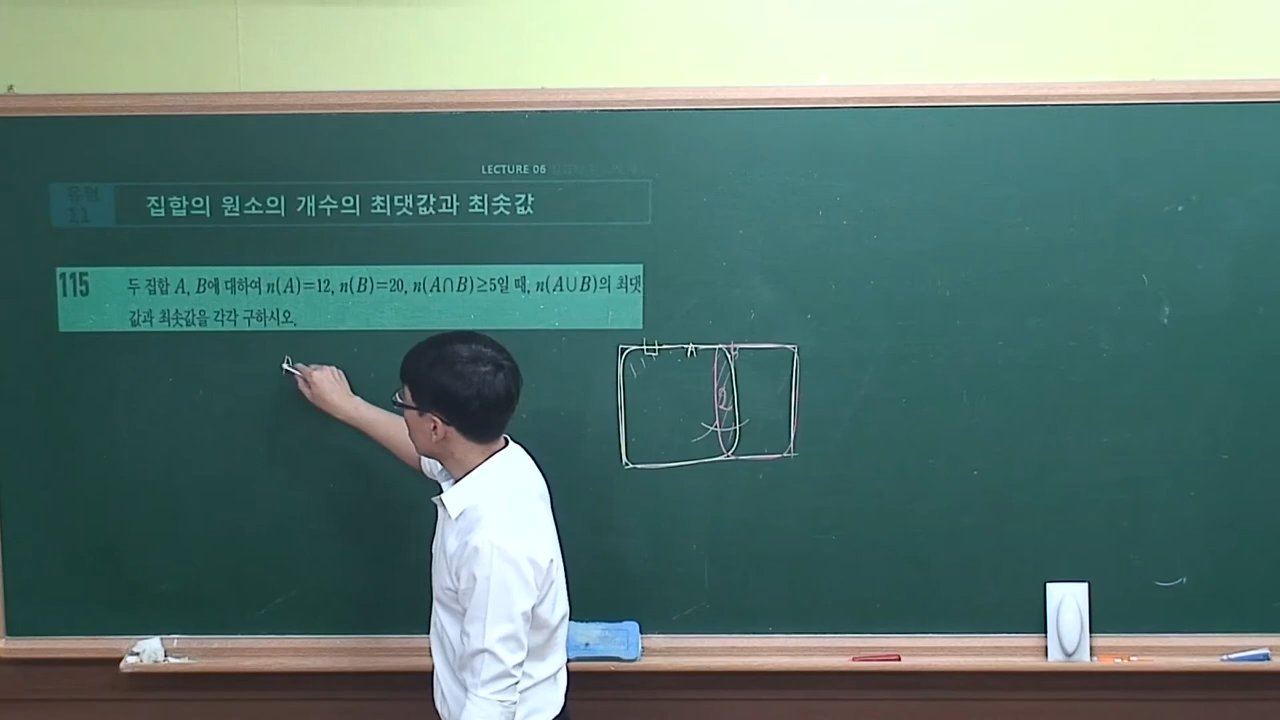 LECTURE 06
유형
11
집합의 원소의 개수의 최댓값과 최솟값
115
두 집합 A, B에 대하여 n(A)=12, n(B)=20, n(A∩B)≥5일 때, n(A∪B)의 최댓
값과 최솟값을 각각 구하시오.
U A B
2